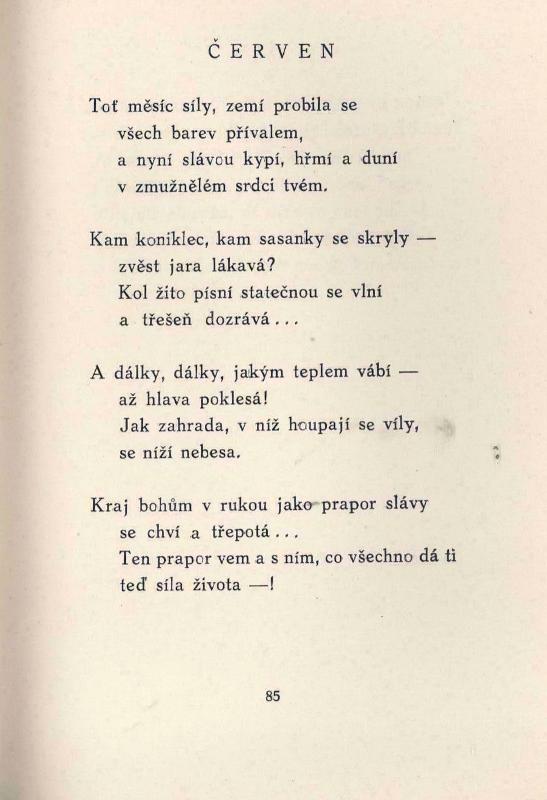 ČERVEN
Toť měsíc síly, zemí probila se
všech barev přívalem,
a nyní slávou kypí, hřmí a duní
v zmužnělém srdci tvém.
Kam koniklec, kam sasanky se skryly —
zvěst jara lákavá?
Kol žito písní statečnou se vlní
a třešeň dozrává...
A dálky, dálky, jakým teplem vábí —
až hlava poklesá!
Jak zahrada, v níž houpají se víly,
se níží nebesa.
Kraj bohům v rukou jako prapor slávy
se chví a třepotá...
Ten prapor vem a s ním, co všechno dá ti
teď síla života —!
85